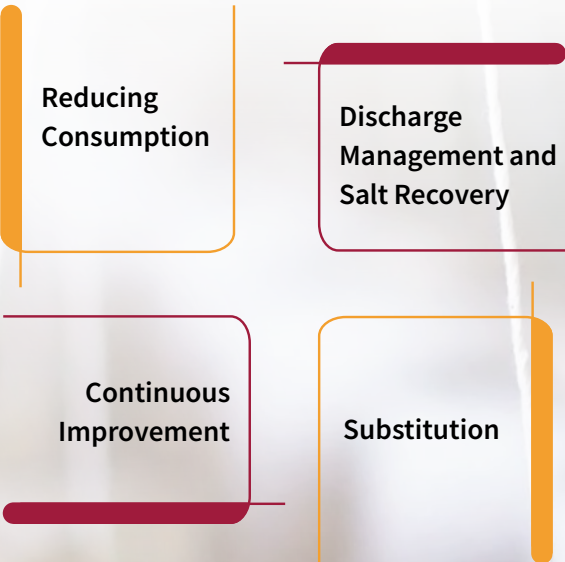 Reducing
Consumption
Discharge
Management and
Salt Recovery
Continuous
Improvement
Substitution